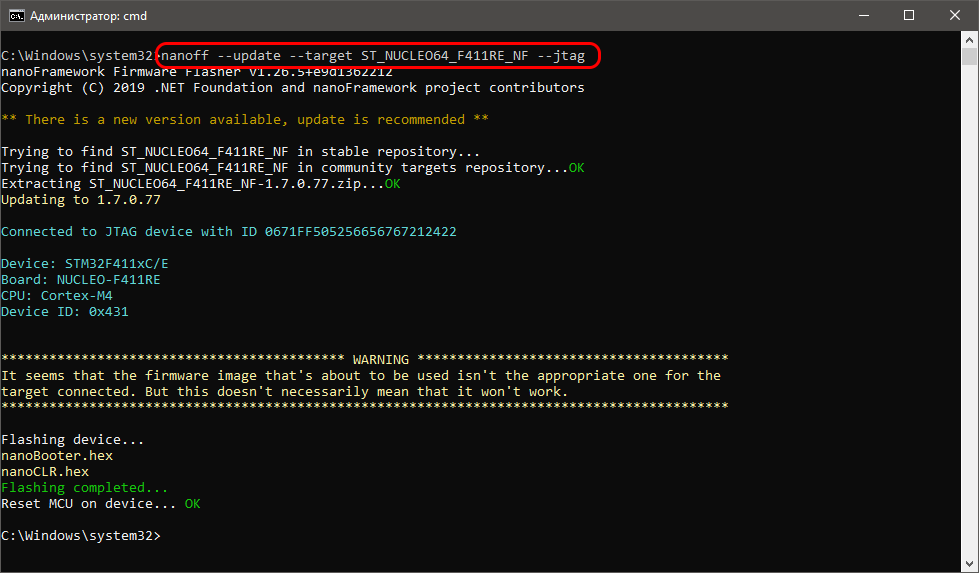 Администратор: cmd
C:\Windows\system32>nanoff --update --target ST_NUCLEO64_F411RE_NF --jtag
nanoFramework Firmware Flasher v1.26.5+e9d1362212
Copyright (C) 2019 .NET Foundation and nanoFramework project contributors
** There is a new version available, update is recommended **
Trying to find ST_NUCLEO64_F411RE_NF in stable repository...
Trying to find ST_NUCLEO64_F411RE_NF in community targets repository...OK
Extracting ST_NUCLEO64_F411RE_NF-1.7.0.77.zip...OK
Updating to 1.7.0.77
Connected to JTAG device with ID 0671FF505256656767212422
Device: STM32F411xC/E
Board: NUCLEO-F411RE
CPU: Cortex-M4
Device ID: 0x431
******************************************* WARNING ***************************************
It seems that the firmware image that's about to be used isn't the appropriate one for the
target connected. But this doesn't necessarily mean that it won't work.
*******************************************************************************************
Flashing device...
nanoBooter.hex
nanoCLR.hex
Flashing completed...
Reset MCU on device... OK
C:\Windows\system32>